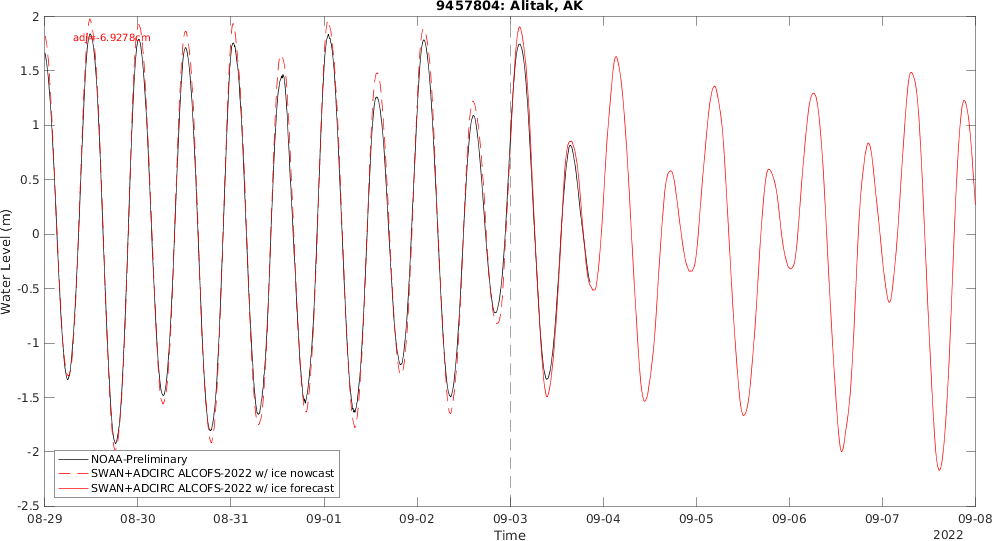 9457804: Alitak, AK
adj=-6.9278cm
2
1.5
1
0.5
0
-0.5
-1
-1.5
-2
-2.5
Water Level (m)
NOAA-Preliminary
SWAN+ADCIRC ALCOFS-2022 w/ ice nowcast
SWAN+ADCIRC ALCOFS-2022 w/ ice forecast
08-29 08-30 08-31 09-01 09-02 09-03 09-04 09-05 09-06 09-07 09-08
Time
2022